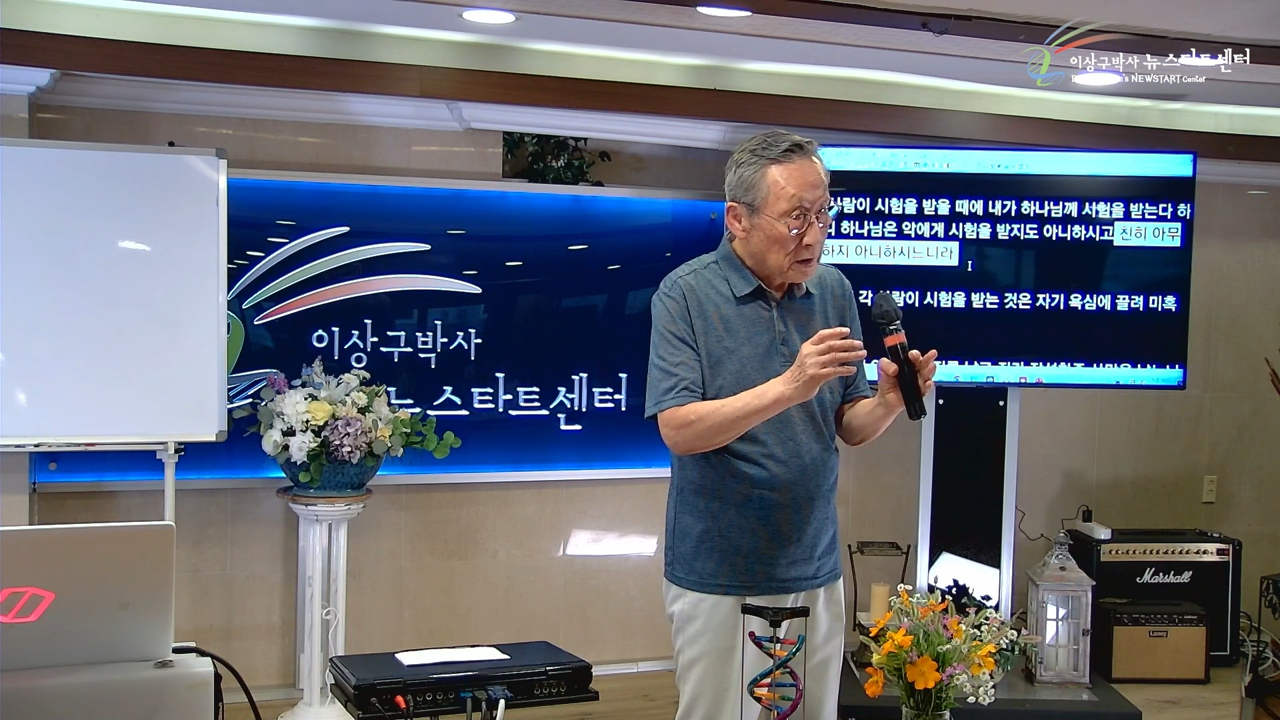 이상구박사 뉴스타트센터
NEWSTART Center
사람이 시험을 받을 때에 내가 하나님께 시험을 받는다 하
하나님은 악에게 시험을 받지도 아니하시고 친히 아무
하지 아니하시느니라
각 사람이 시험을 받는 것은 자기 욕심에 끌려 미혹
이상구박사
뉴스타트센터
Marshall
Laney